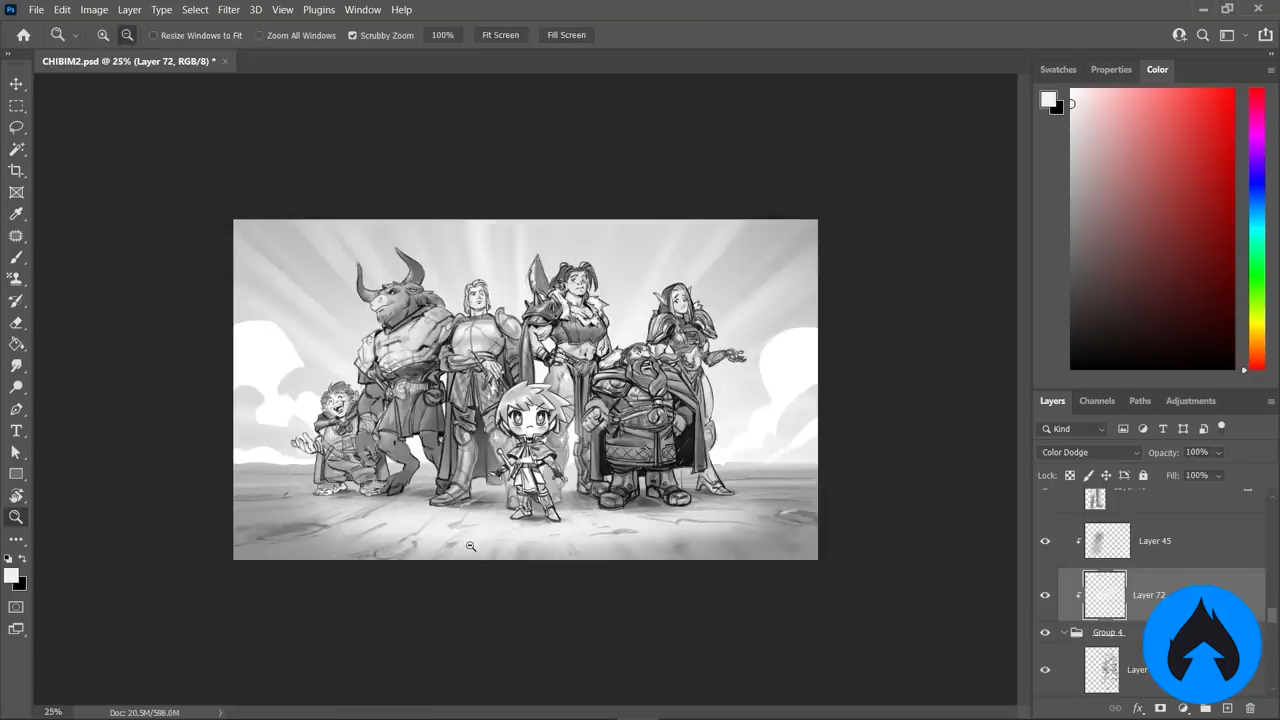 Ps File Edit Image Layer Type Select Filter 3D View Plugins Window Help
Resize Windows to Fit Zoom All Windows Scrubby Zoom 100% Fit Screen Fill Screen
CHIBIM2.psd @ 25% (Layer 72, RGB/8) *
Swatches Properties Color
Layers Channels Paths Adjustments
Kind
Color Dodge Opacity: 100%
Lock: Fill: 100%
Layer 45
Layer 72
Group 4
Laye
25% Doc: 20.5M/598.0M